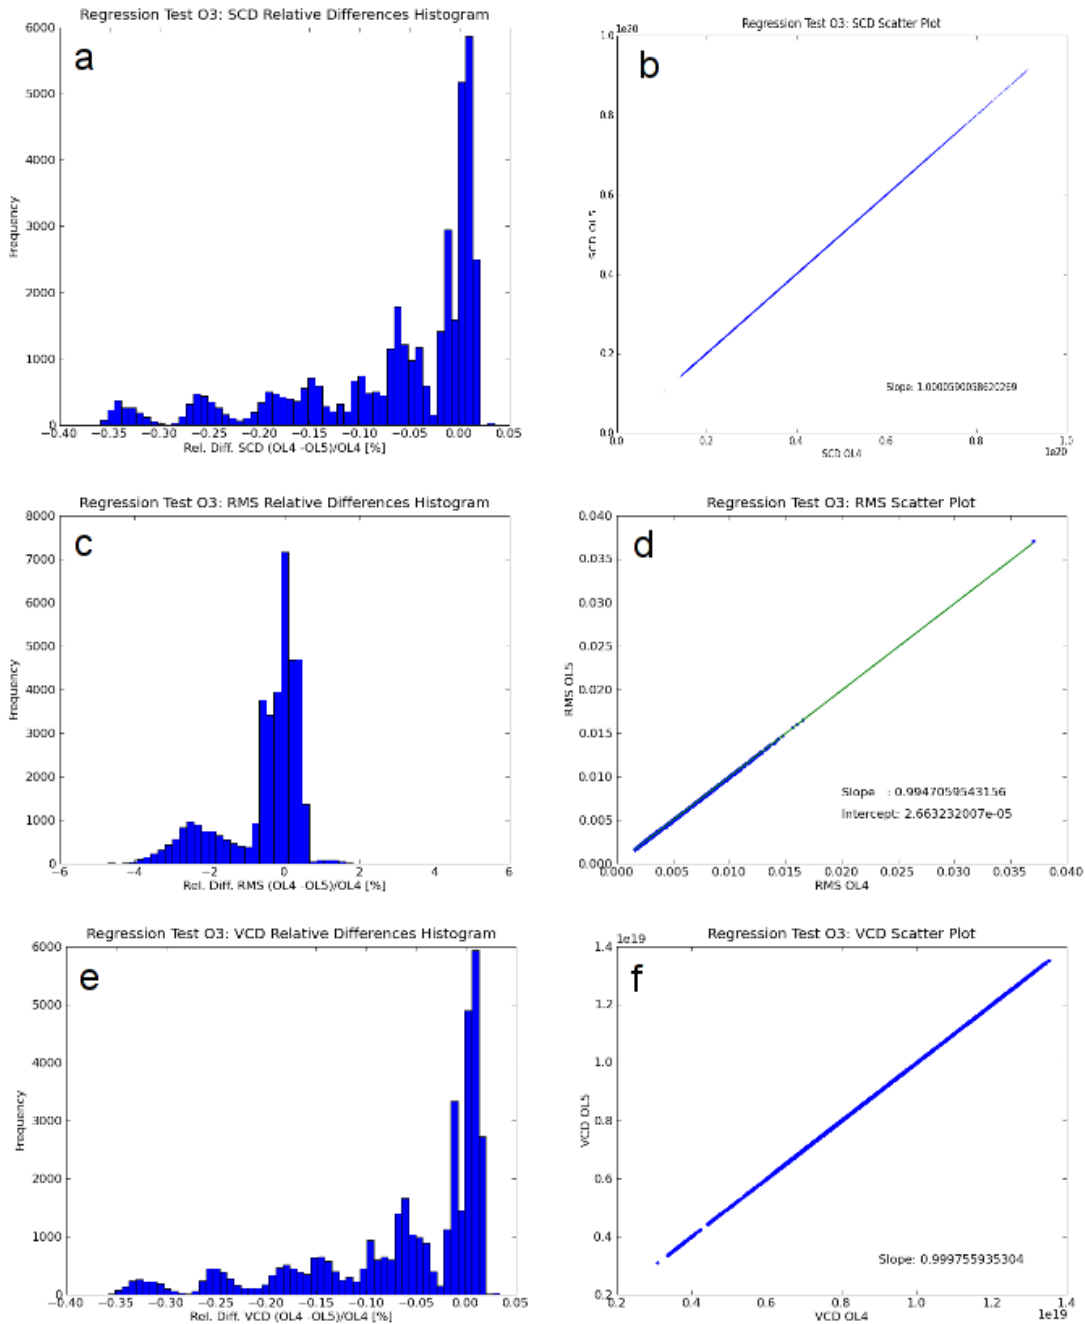 Regression Test O3: SCD Relative Differences Histogram
a
6000
5000
4000
3000
2000
1000
0
Frequency
−0.40 −0.35 −0.30 −0.25 −0.20 −0.15 −0.10 −0.05 0.00 0.05
Rel. Diff. SCD (OL4 -OL5)/OL4 [%]
Regression Test O3: SCD Scatter Plot
1e20
b
1.0
0.8
0.6
0.4
0.2
0.0
SCD OL5
Slope: 1.0000590058620269
0.0 0.2 0.4 0.6 0.8 1.0
SCD OL4
1e20
Regression Test O3: RMS Relative Differences Histogram
c
8000
7000
6000
5000
4000
3000
2000
1000
0
Frequency
−6 −4 −2 0 2 4 6
Rel. Diff. RMS (OL4 -OL5)/OL4 [%]
Regression Test O3: RMS Scatter Plot
d
0.040
0.035
0.030
0.025
0.020
0.015
0.010
0.005
0.000
RMS OL5
Slope : 0.9947059543156
Intercept: 2.663232007e-05
0.000 0.005 0.010 0.015 0.020 0.025 0.030 0.035 0.040
RMS OL4
Regression Test O3: VCD Relative Differences Histogram
e
6000
5000
4000
3000
2000
1000
0
Frequency
−0.40 −0.35 −0.30 −0.25 −0.20 −0.15 −0.10 −0.05 0.00 0.05
Rel. Diff. VCD (OL4 -OL5)/OL4 [%]
Regression Test O3: VCD Scatter Plot
1e19
f
1.4
1.2
1.0
0.8
0.6
0.4
0.2
VCD OL5
Slope: 0.999755935304
0.2 0.4 0.6 0.8 1.0 1.2 1.4
VCD OL4
1e19